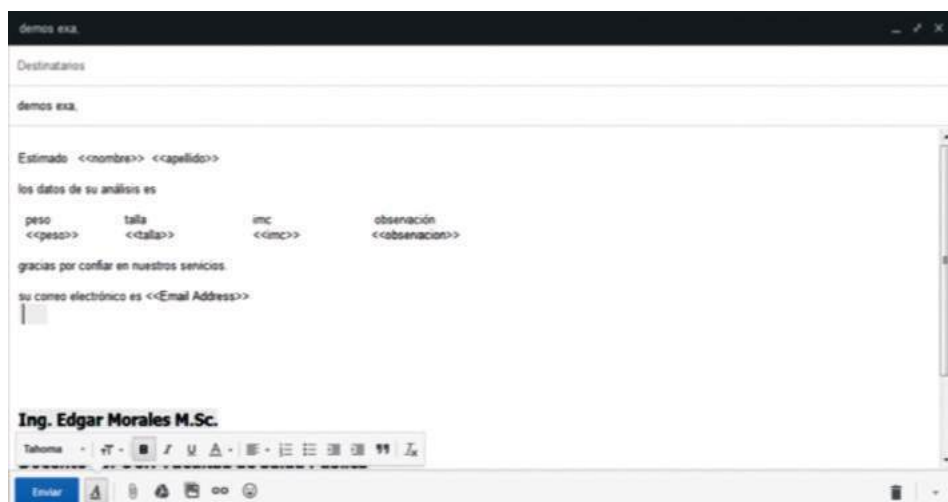 demos exa,
Destinatarios
demos exa,
Estimado <<nombre>> <<apellido>>
los datos de su análisis es
peso talla imc observación
<<peso>> <<talla>> <<imc>> <<observacion>>
gracias por confiar en nuestros servicios.
su correo electrónico es <<Email Address>>
Ing. Edgar Morales M.Sc.
Tahoma
Enviar